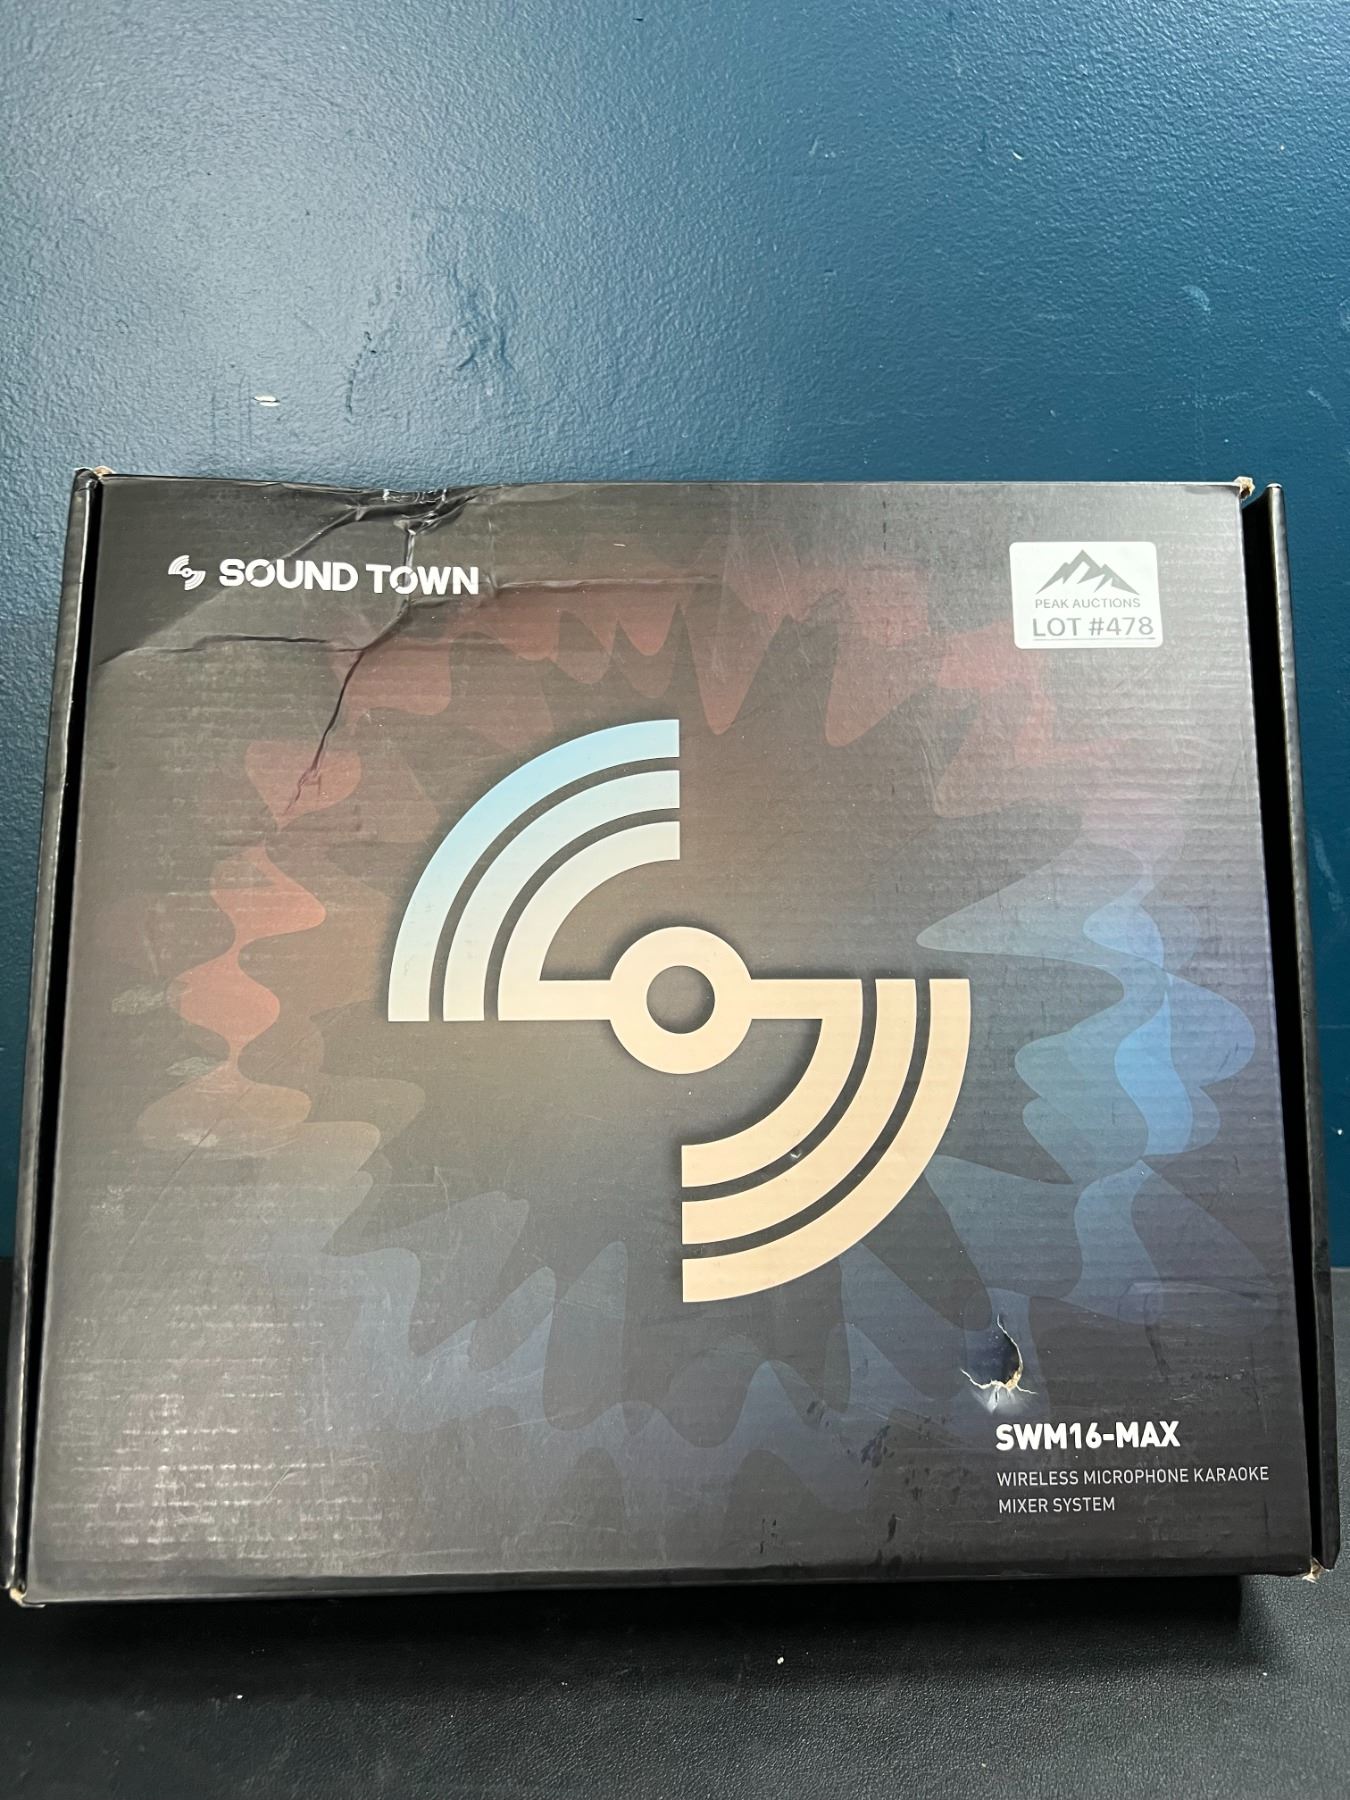 SOUND TOWN
PEAK AUCTIONS
LOT #478
SWM16-MAX
WIRELESS MICROPHONE KARAOKE
MIXER SYSTEM